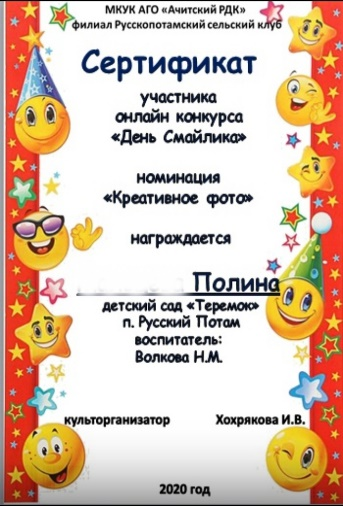 МКУК АГО «Ачитский РДК»
филиал Русскопотамский сельский клуб
Сертификат
участника
онлайн конкурса
«День Смайлика»
номинация
«Креативное фото»
награждается
Полина
детский сад «Теремок»
п. Русский Потам
воспитатель:
Волкова Н.М.
культорганизатор Хохрякова И.В.
2020 год